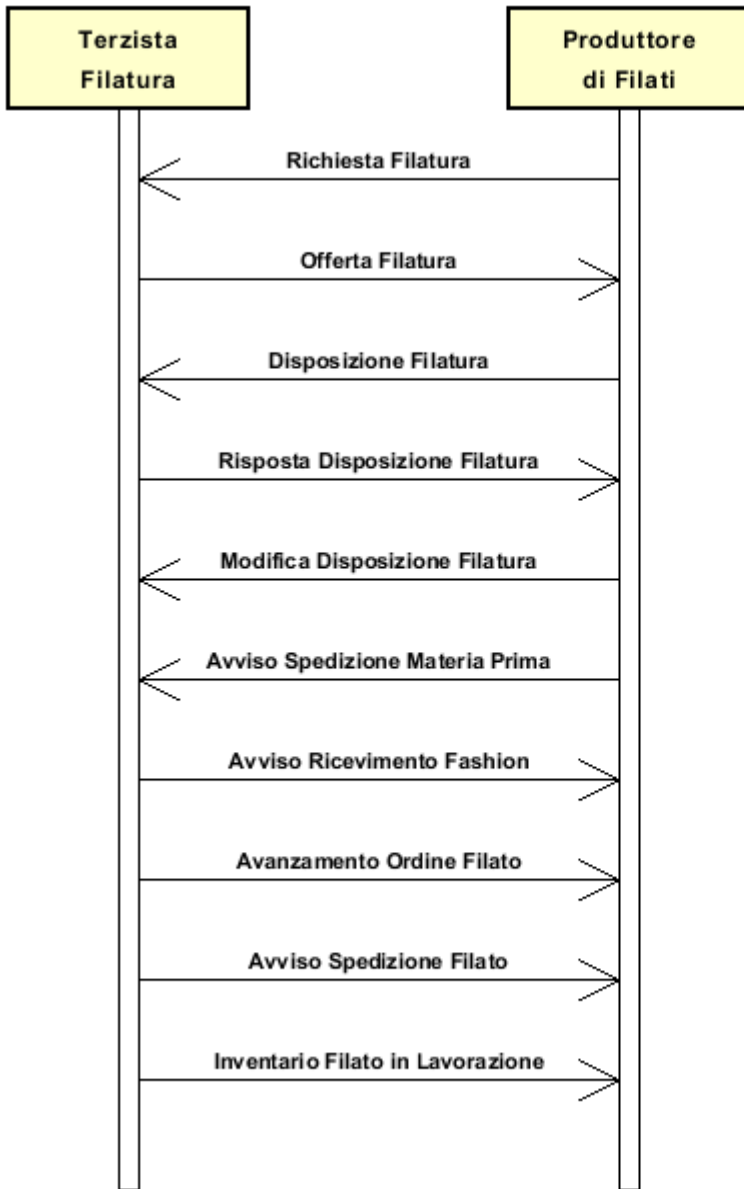 Terzista
Filatura
Produttore
di Filati
Richiesta Filatura
Offerta Filatura
Disposizione Filatura
Risposta Disposizione Filatura
Modifica Disposizione Filatura
Avviso Spedizione Materia Prima
Avviso Ricevimento Fashion
Avanzamento Ordine Filato
Avviso Spedizione Filato
Inventario Filato in Lavorazione